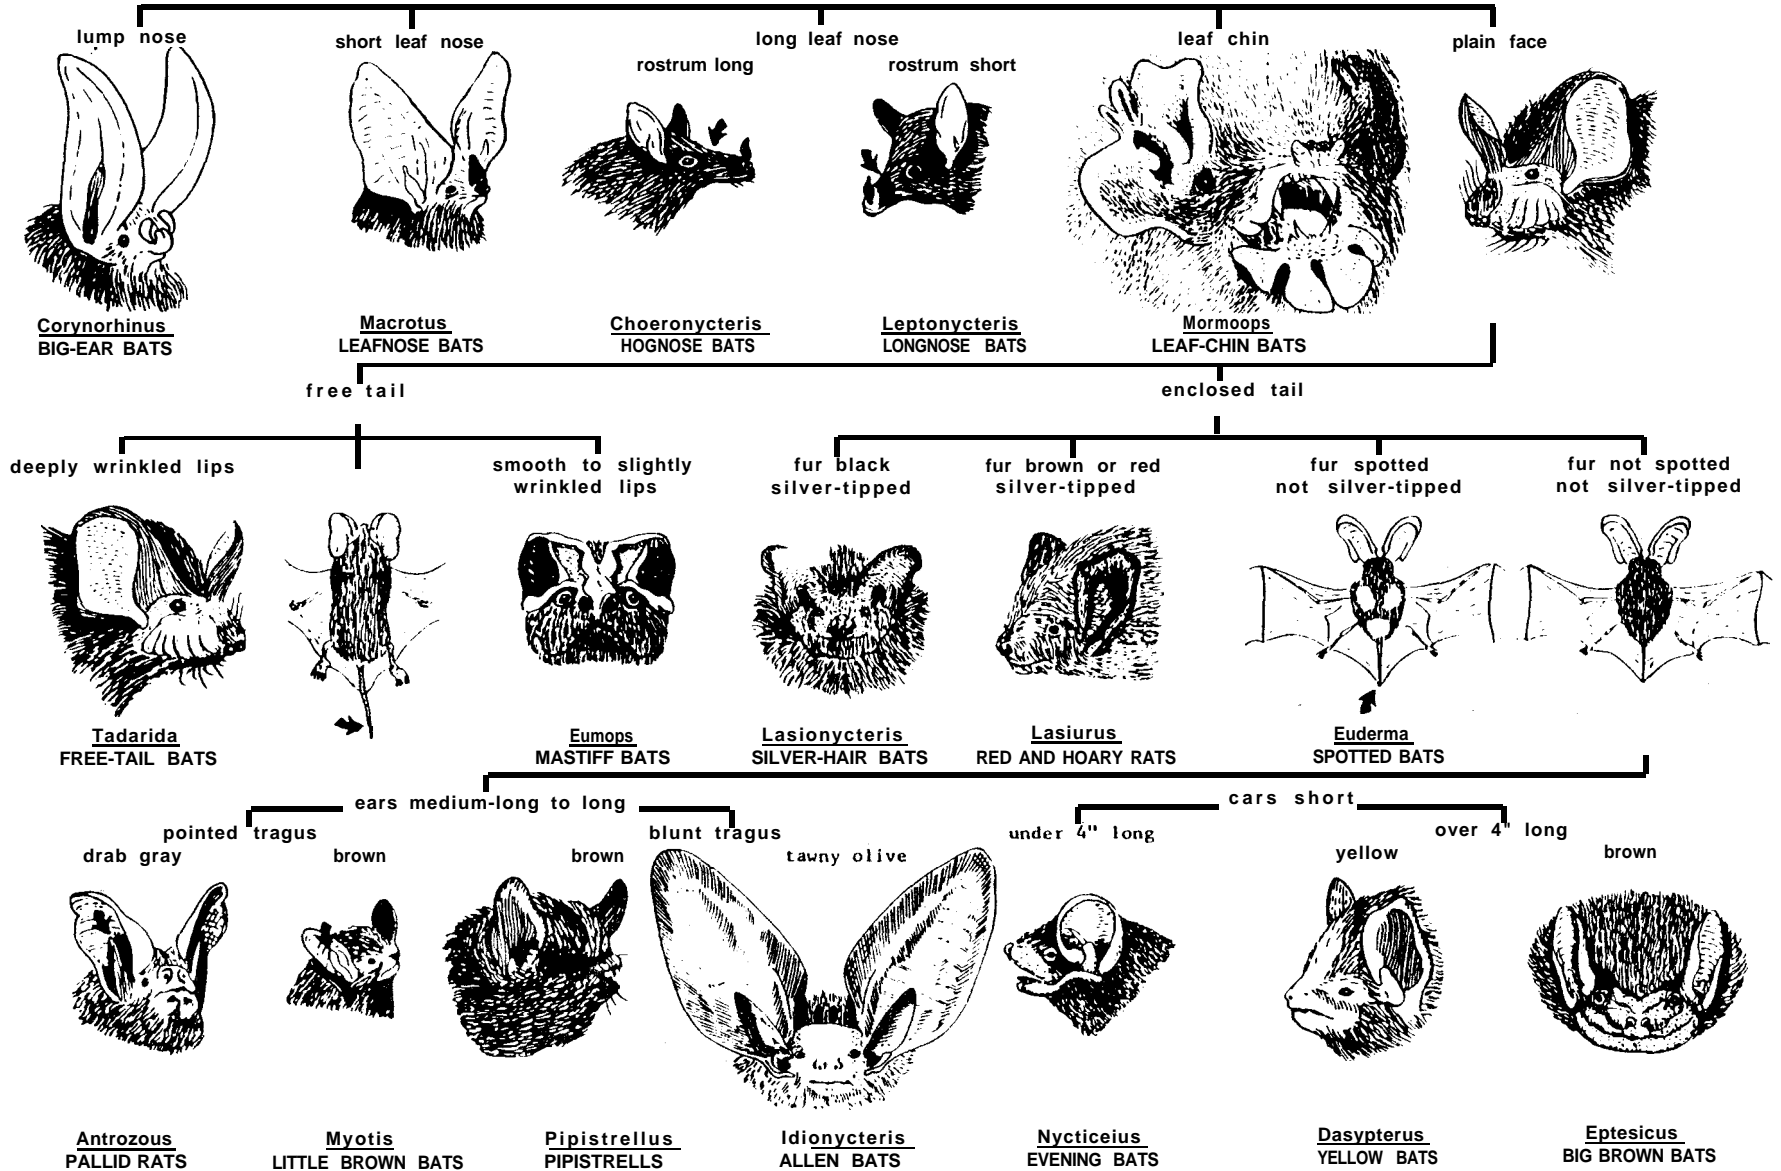 lump nose
short leaf nose
long leaf nose
leaf chin
plain face
rostrum long
rostrum short
Corynorhinus
BIG-EAR BATS
Macrotus
LEAFNOSE BATS
Choeronycteris
HOGNOSE BATS
Leptonycteris
LONGNOSE BATS
Mormoops
LEAF-CHIN BATS
free tail
enclosed tail
deeply wrinkled lips
smooth to slightly
wrinkled lips
fur black
silver-tipped
fur brown or red
silver-tipped
fur spotted
not silver-tipped
fur not spotted
not silver-tipped
Tadarida
FREE-TAIL BATS
Eumops
MASTIFF BATS
Lasionycteris
SILVER-HAIR BATS
Lasiurus
RED AND HOARY RATS
Euderma
SPOTTED BATS
ears medium-long to long
cars short
pointed tragus
blunt tragus
under 4" long
over 4" long
drab gray
brown
brown
tawny olive
yellow
brown
Antrozous
PALLID RATS
Myotis
LITTLE BROWN BATS
Pipistrellus
PIPISTRELLS
Idionycteris
ALLEN BATS
Nycticeius
EVENING BATS
Dasypterus
YELLOW BATS
Eptesicus
BIG BROWN BATS